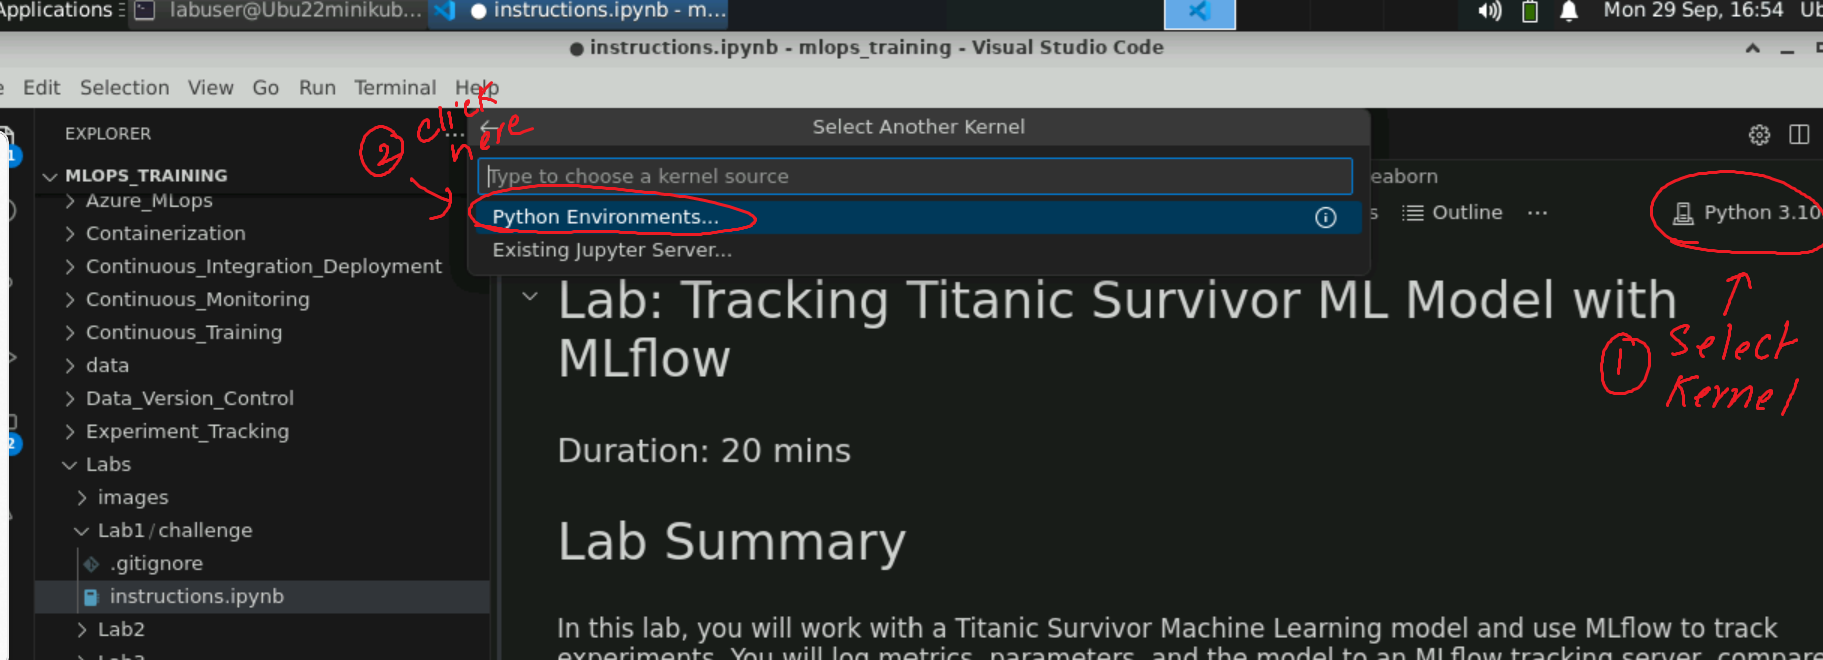 Applications
labuser@Ubu22minikub...
● instructions.ipynb - m...
Mon 29 Sep, 16:54
Ub
● instructions.ipynb - mlops_training - Visual Studio Code
Edit Selection View Go Run Terminal Help
EXPLORER
...
Select Another Kernel
② click here
MLOPS_TRAINING
Type to choose a kernel source
eaborn
Azure_MLops
Python Environments...
s
Outline
...
Python 3.10
Containerization
Existing Jupyter Server...
Continuous_Integration_Deployment
Continuous_Monitoring
Continuous_Training
data
Data_Version_Control
Experiment_Tracking
Labs
images
Lab1/challenge
.gitignore
instructions.ipynb
Lab2
Lab3
1
2
① Select
Kernel
Lab: Tracking Titanic Survivor ML Model with
MLflow
Duration: 20 mins
Lab Summary
In this lab, you will work with a Titanic Survivor Machine Learning model and use MLflow to track
experiments. You will log metrics, parameters, and the model to an MLflow tracking server, compare